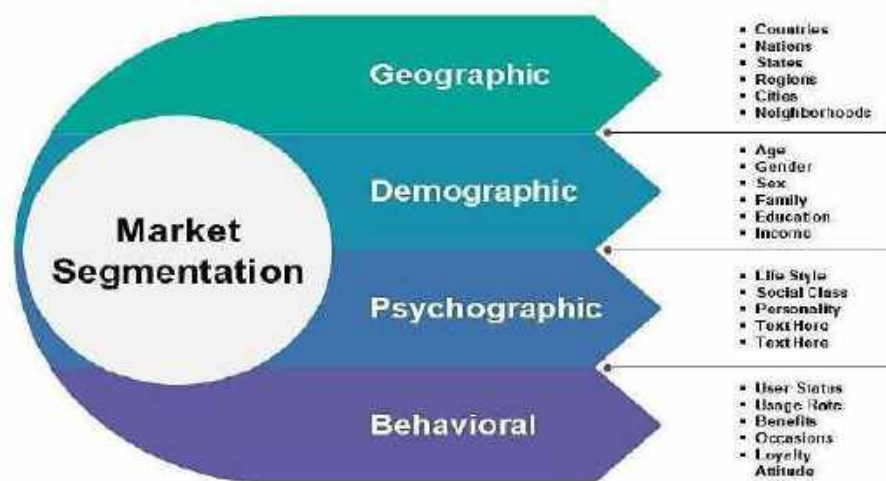 Market
Segmentation
Geographic
▪ Countries
▪ Nations
▪ States
▪ Regions
▪ Cities
▪ Neighborhoods
Demographic
▪ Age
▪ Gender
▪ Sex
▪ Family
▪ Education
▪ Income
Psychographic
▪ Life Style
▪ Social Class
▪ Personality
▪ Text Here
▪ Text Here
Behavioral
▪ User Status
▪ Usage Rate
▪ Benefits
▪ Occasions
▪ Loyalty
Attitude